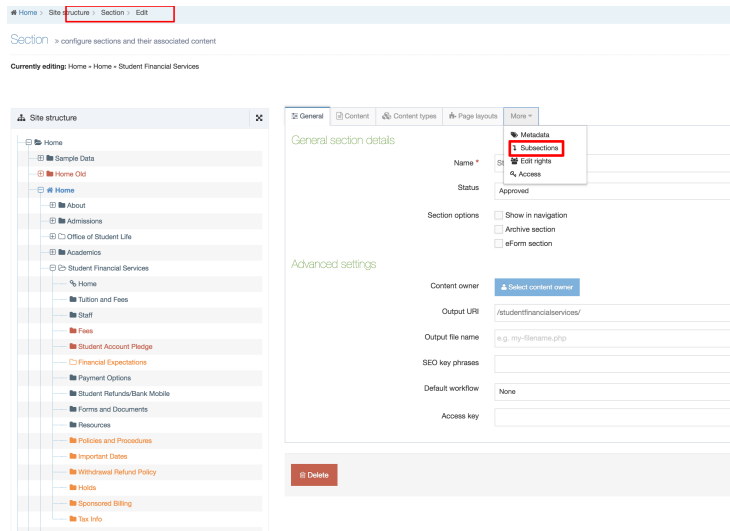 Home > Site structure > Section > Edit
Section » configure sections and their associated content
Currently editing: Home » Home » Student Financial Services
Site structure
Home
Sample Data
Home Old
Home
About
Admissions
Office of Student Life
Academics
Student Financial Services
Home
Tuition and Fees
Staff
Fees
Student Account Pledge
Financial Expectations
Payment Options
Student Refunds/Bank Mobile
Forms and Documents
Resources
Policies and Procedures
Important Dates
Withdrawal Refund Policy
Holds
Sponsored Billing
Tax Info
General Content Content types Page layouts More
Metadata
Subsections
Edit rights
Access
General section details
Name *
Status Approved
Section options Show in navigation
Archive section
eForm section
Advanced settings
Content owner Select content owner
Output URI /studentfinancialservices/
Output file name e.g. my-filename.php
SEO key phrases
Default workflow None
Access key
Delete